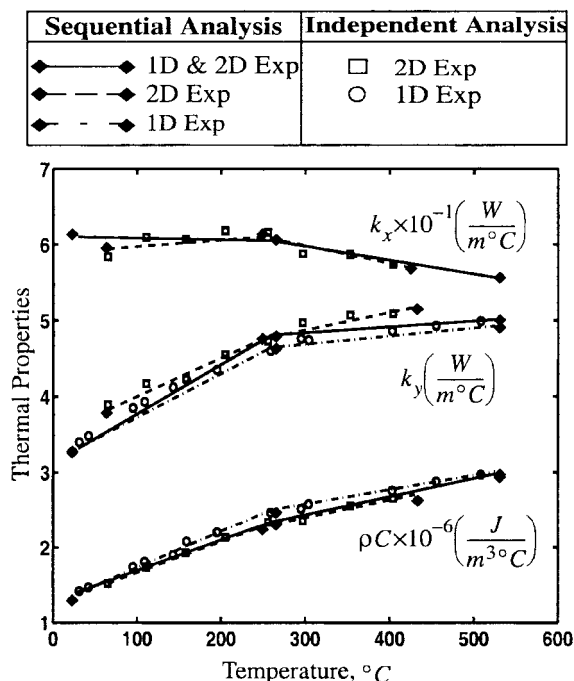 Sequential Analysis Independent Analysis
1D & 2D Exp 2D Exp
2D Exp 1D Exp
1D Exp
7
6
5
4
3
2
1
Thermal Properties
k_x×10^{-1}(W/m°C)
k_y(W/m°C)
ρC×10^{-6}(J/m^{3}°C)
0 100 200 300 400 500 600
Temperature, °C